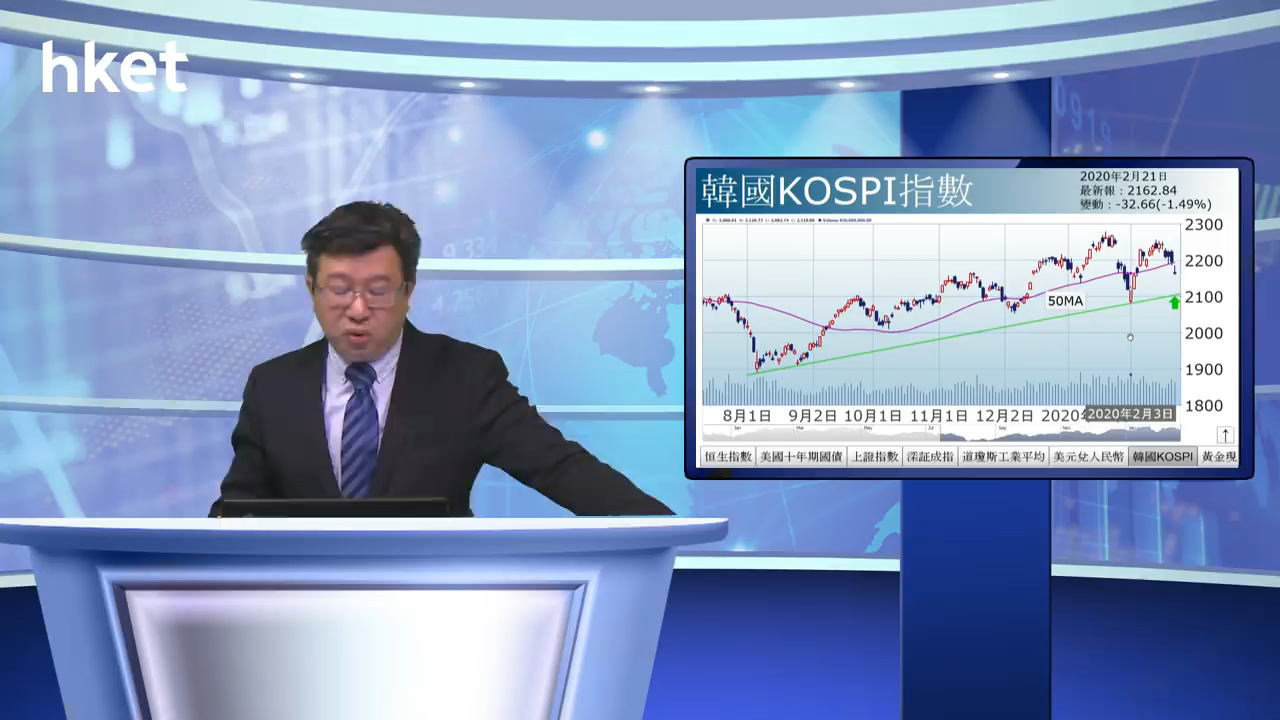 hket
韓國KOSPI指數
2020年2月21日
最新報：2162.84
變動：-32.66(-1.49%)
2300
2200
2100
2000
1900
1800
50MA
8月1日 9月2日 10月1日 11月1日 12月2日 2020年 2020年2月3日
恒生指數 美國十年期國債 上證指數 深証成指 道瓊斯工業平均 美元兌人民幣 韓國KOSPI 黃金現